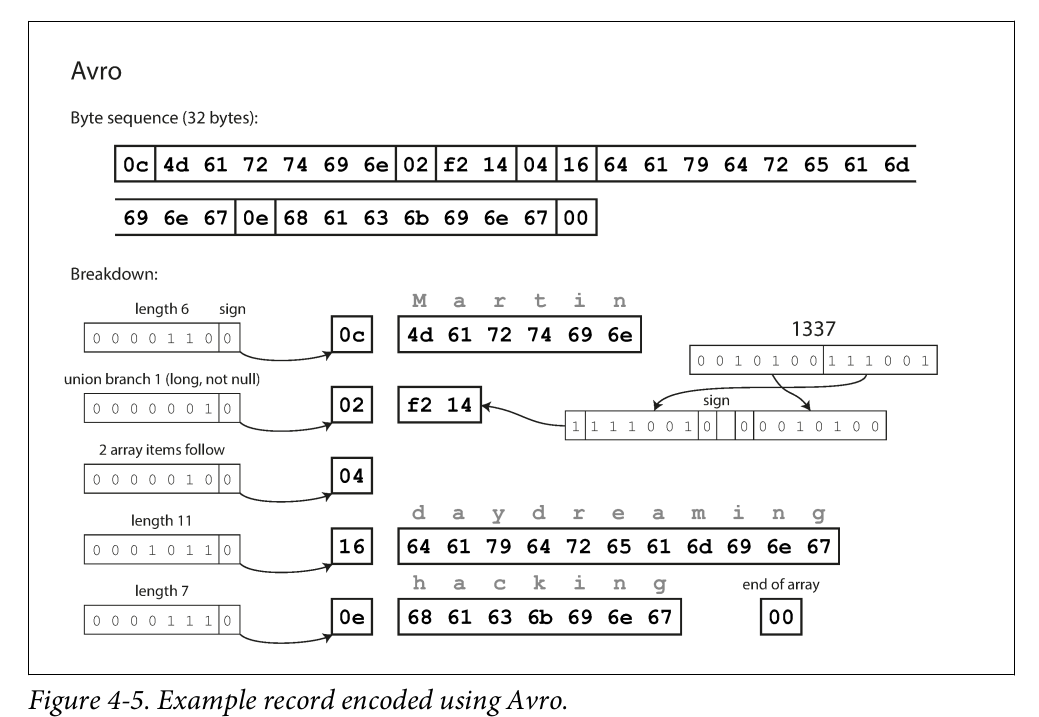 Avro
Byte sequence (32 bytes):
0c 4d 61 72 74 69 6e 02 f2 14 04 16 64 61 79 64 72 65 61 6d
69 6e 67 0e 68 61 63 6b 69 6e 67 00
Breakdown:
length 6 sign
0 0 0 0 1 1 0 0
0c
M a r t i n
4d 61 72 74 69 6e
1337
0 0 1 0 1 0 0 1 1 1 0 0 1
union branch 1 (long, not null)
0 0 0 0 0 0 1 0
02
f2 14
sign
1 1 1 1 0 0 1 0 0 0 0 1 0 1 0 0
2 array items follow
0 0 0 0 0 1 0 0
04
length 11
0 0 0 1 0 1 1 0
16
d a y d r e a m i n g
64 61 79 64 72 65 61 6d 69 6e 67
length 7
0 0 0 0 1 1 1 0
0e
h a c k i n g
68 61 63 6b 69 6e 67
end of array
00
Figure 4-5. Example record encoded using Avro.